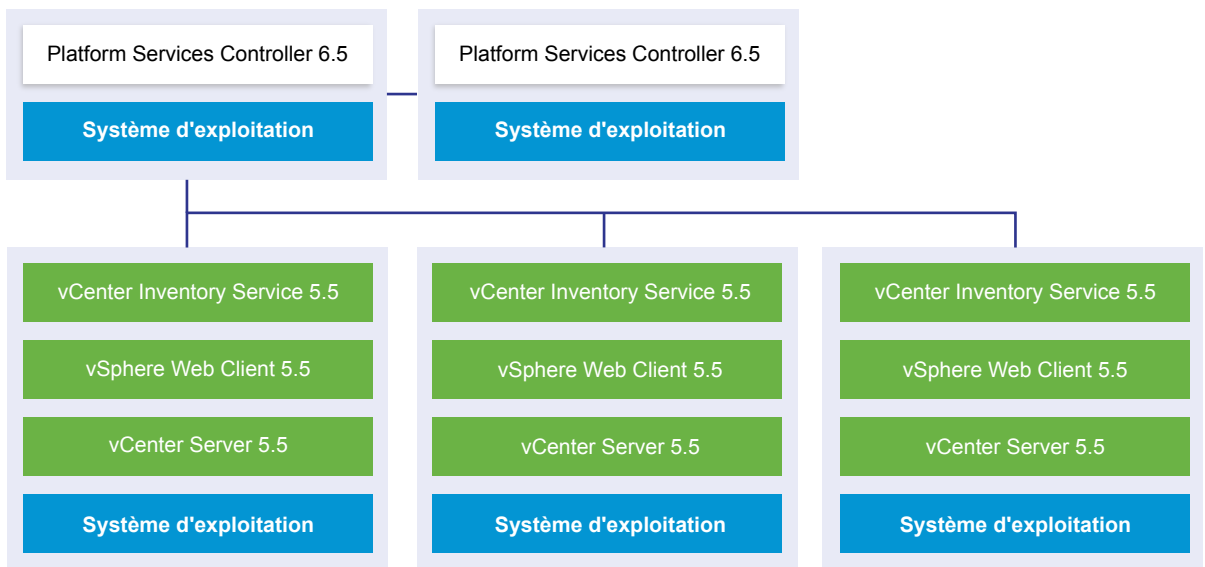 Platform Services Controller 6.5
Système d'exploitation
Platform Services Controller 6.5
Système d'exploitation
vCenter Inventory Service 5.5
vSphere Web Client 5.5
vCenter Server 5.5
Système d'exploitation
vCenter Inventory Service 5.5
vSphere Web Client 5.5
vCenter Server 5.5
Système d'exploitation
vCenter Inventory Service 5.5
vSphere Web Client 5.5
vCenter Server 5.5
Système d'exploitation